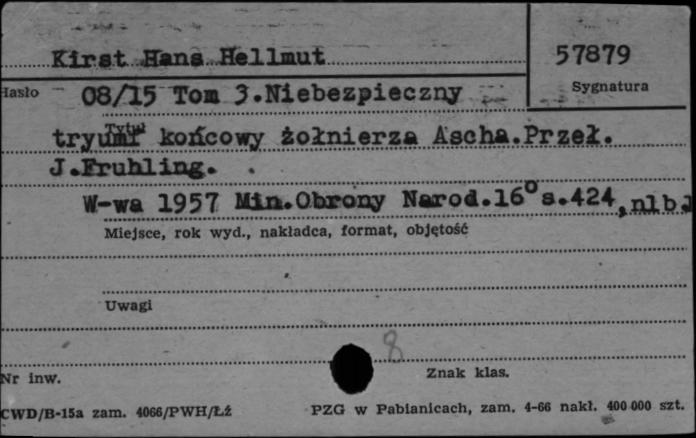 Kirst Hans Hellmut
57879
Hasło
Sygnatura
08/15 Tom 3.Niebezpieczny
Tytuł
tryumf końcowy żołnierza Ascha.Przeł.
J.Fruhling.
W-wa 1957 Min.Obrony Narod.16° s.424,nlb.
Miejsce, rok wyd., nakładca, format, objętość
Uwagi
8
Nr inw.
Znak klas.
CWD/B-15a zam. 4066/PWH/Łź
PZG w Pabianicach, zam. 4-66 nakł. 400 000 szt.